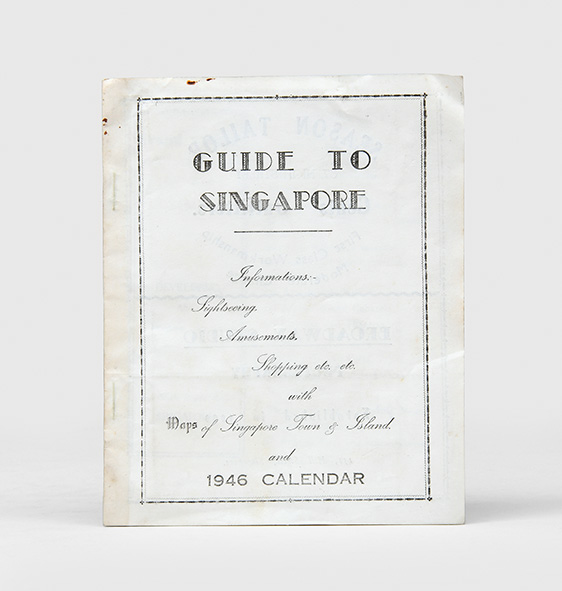 GUIDE TO
SINGAPORE
Informations:-
Sightseeing.
Amusements.
Shopping etc. etc.
with
Maps of Singapore Town & Island.
and
1946 CALENDAR